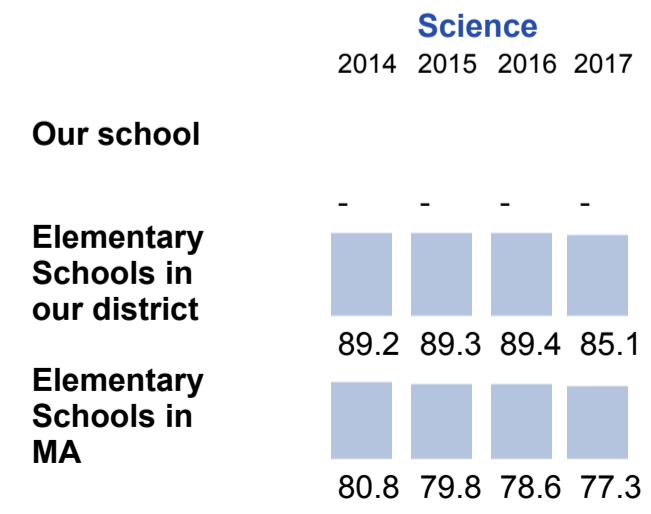 Science
2014 2015 2016 2017
Our school
- - - -
Elementary
Schools in
our district
89.2 89.3 89.4 85.1
Elementary
Schools in
MA
80.8 79.8 78.6 77.3